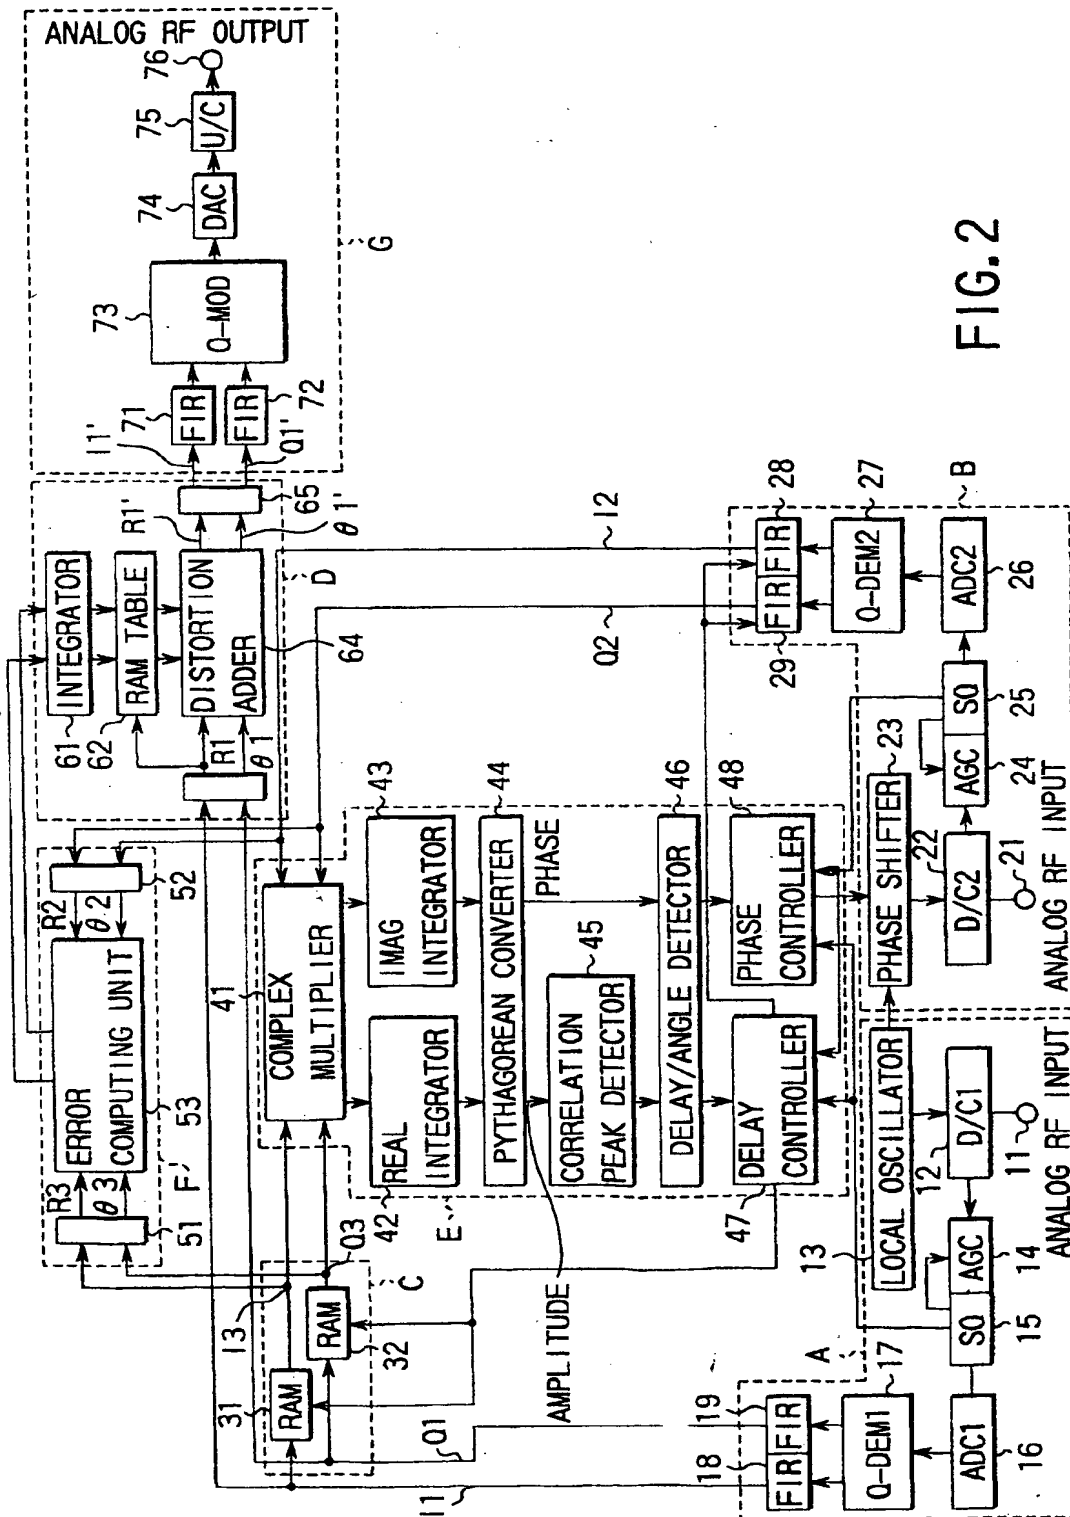 FIG.2
ANALOG RF OUTPUT
76
75
U/C
74
DAC
G
73
Q-MOD
71
FIR
72
FIR
I1'
Q1'
65
R1'
θ1'
D
61
INTEGRATOR
62
RAM TABLE
64
DISTORTION
ADDER
R1
θ1
52
R2
θ2
53
ERROR
COMPUTING UNIT
F
R3
θ3
51
41
COMPLEX
MULTIPLIER
43
IMAG
INTEGRATOR
42
REAL
INTEGRATOR
44
PYTHAGOREAN CONVERTER
PHASE
AMPLITUDE
45
CORRELATION
PEAK DETECTOR
46
DELAY/ANGLE DETECTOR
48
PHASE
CONTROLLER
47
DELAY
CONTROLLER
E
I3
Q3
C
31
RAM
32
RAM
I1
Q1
I2
Q2
28
FIR
29
FIR
27
Q-DEM2
B
ADC2
26
SQ
25
AGC
24
23
PHASE SHIFTER
22
D/C2
21
ANALOG RF INPUT
13
LOCAL OSCILLATOR
12
D/C1
11
ANALOG RF INPUT
AGC
14
SQ
15
A
17
Q-DEM1
ADC1
16
18
FIR
19
FIR